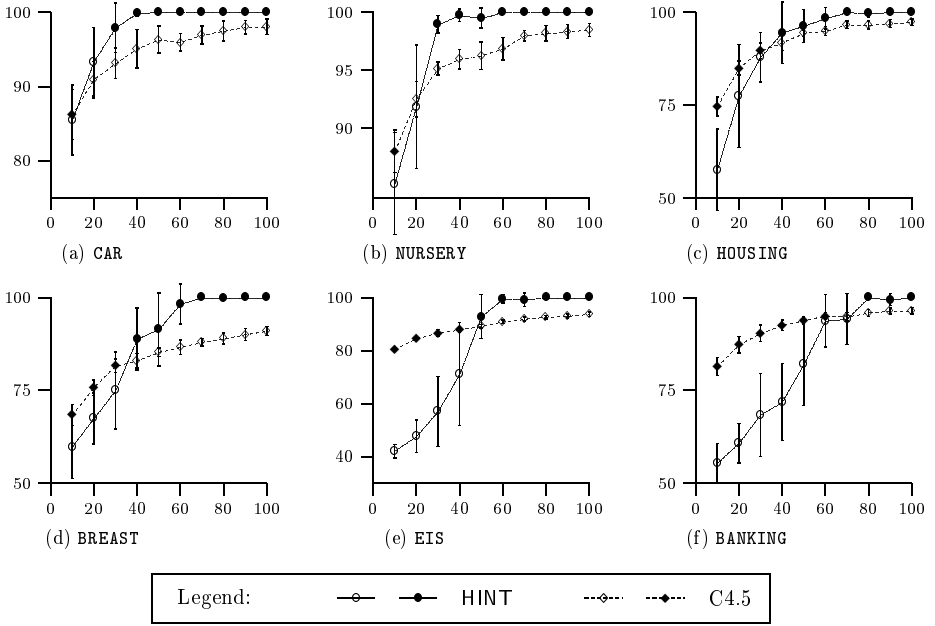 100
90
80
0 20 40 60 80 100
(a) CAR
100
95
90
0 20 40 60 80 100
(b) NURSERY
100
75
50
0 20 40 60 80 100
(c) HOUSING
100
75
50
0 20 40 60 80 100
(d) BREAST
100
80
60
40
0 20 40 60 80 100
(e) EIS
100
75
50
0 20 40 60 80 100
(f) BANKING
Legend: HINT C4.5